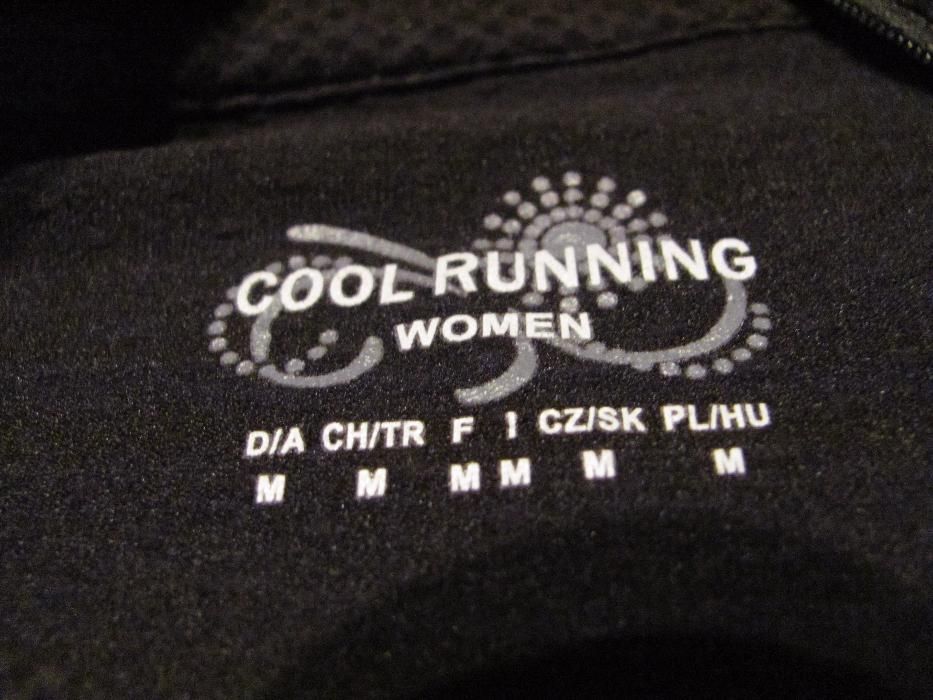 COOL RUNNING
WOMEN
D/A CH/TR F I CZ/SK PL/HU
M M M M M M